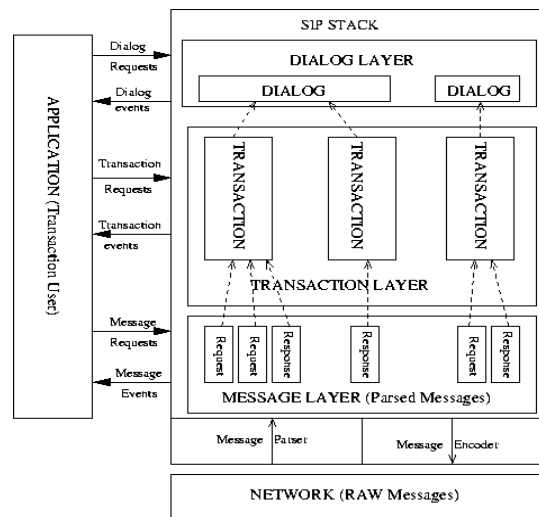 SIP STACK
Dialog
Requests
DIALOG LAYER
DIALOG
DIALOG
Dialog
events
APPLICATION (Transaction User)
TRANSACTION
TRANSACTION
TRANSACTION
Transaction
Requests
Transaction
events
TRANSACTION LAYER
Message
Requests
Request
Request
Response
Response
Request
Response
Message
Events
MESSAGE LAYER (Parsed Messages)
Message Parser
Message Encoder
NETWORK (RAW Messages)